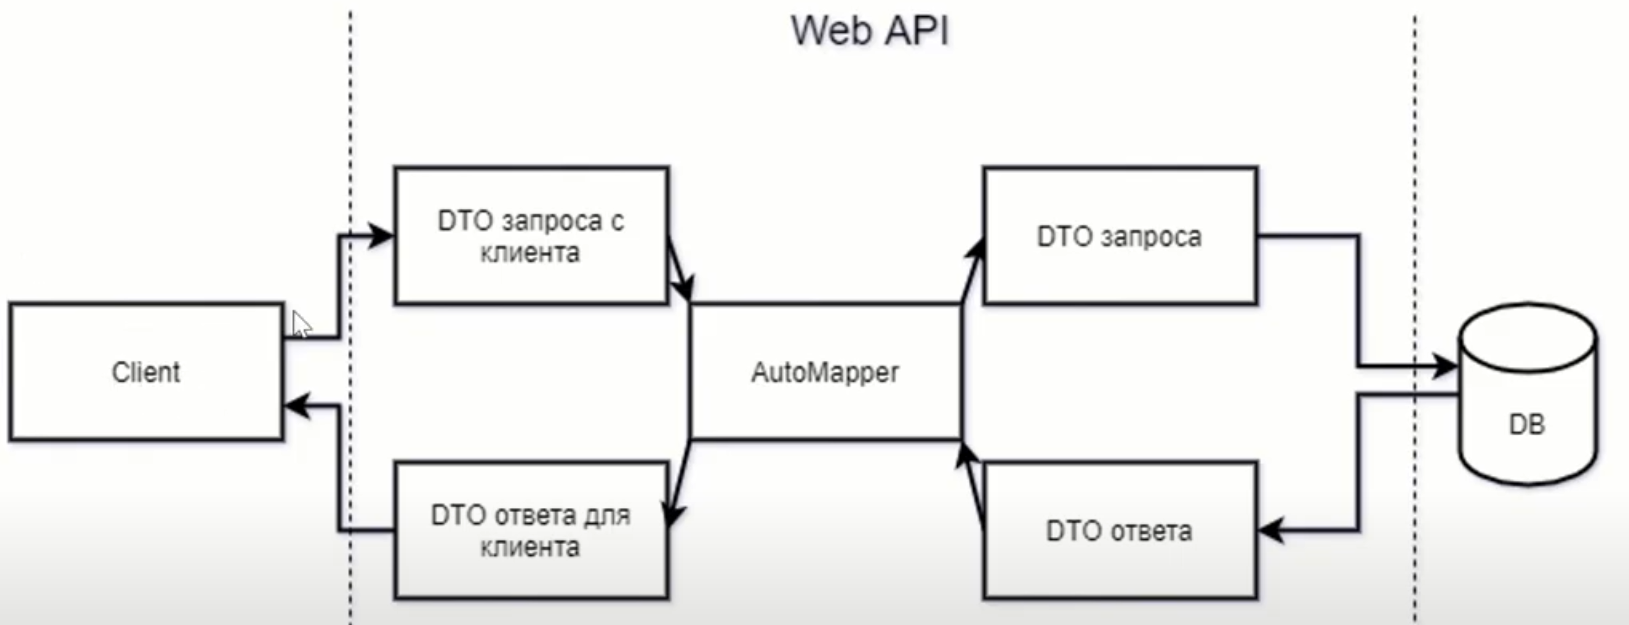 Web API
DTO запроса с
клиента
DTO запроса
Client
AutoMapper
DB
DTO ответа для
клиента
DTO ответа